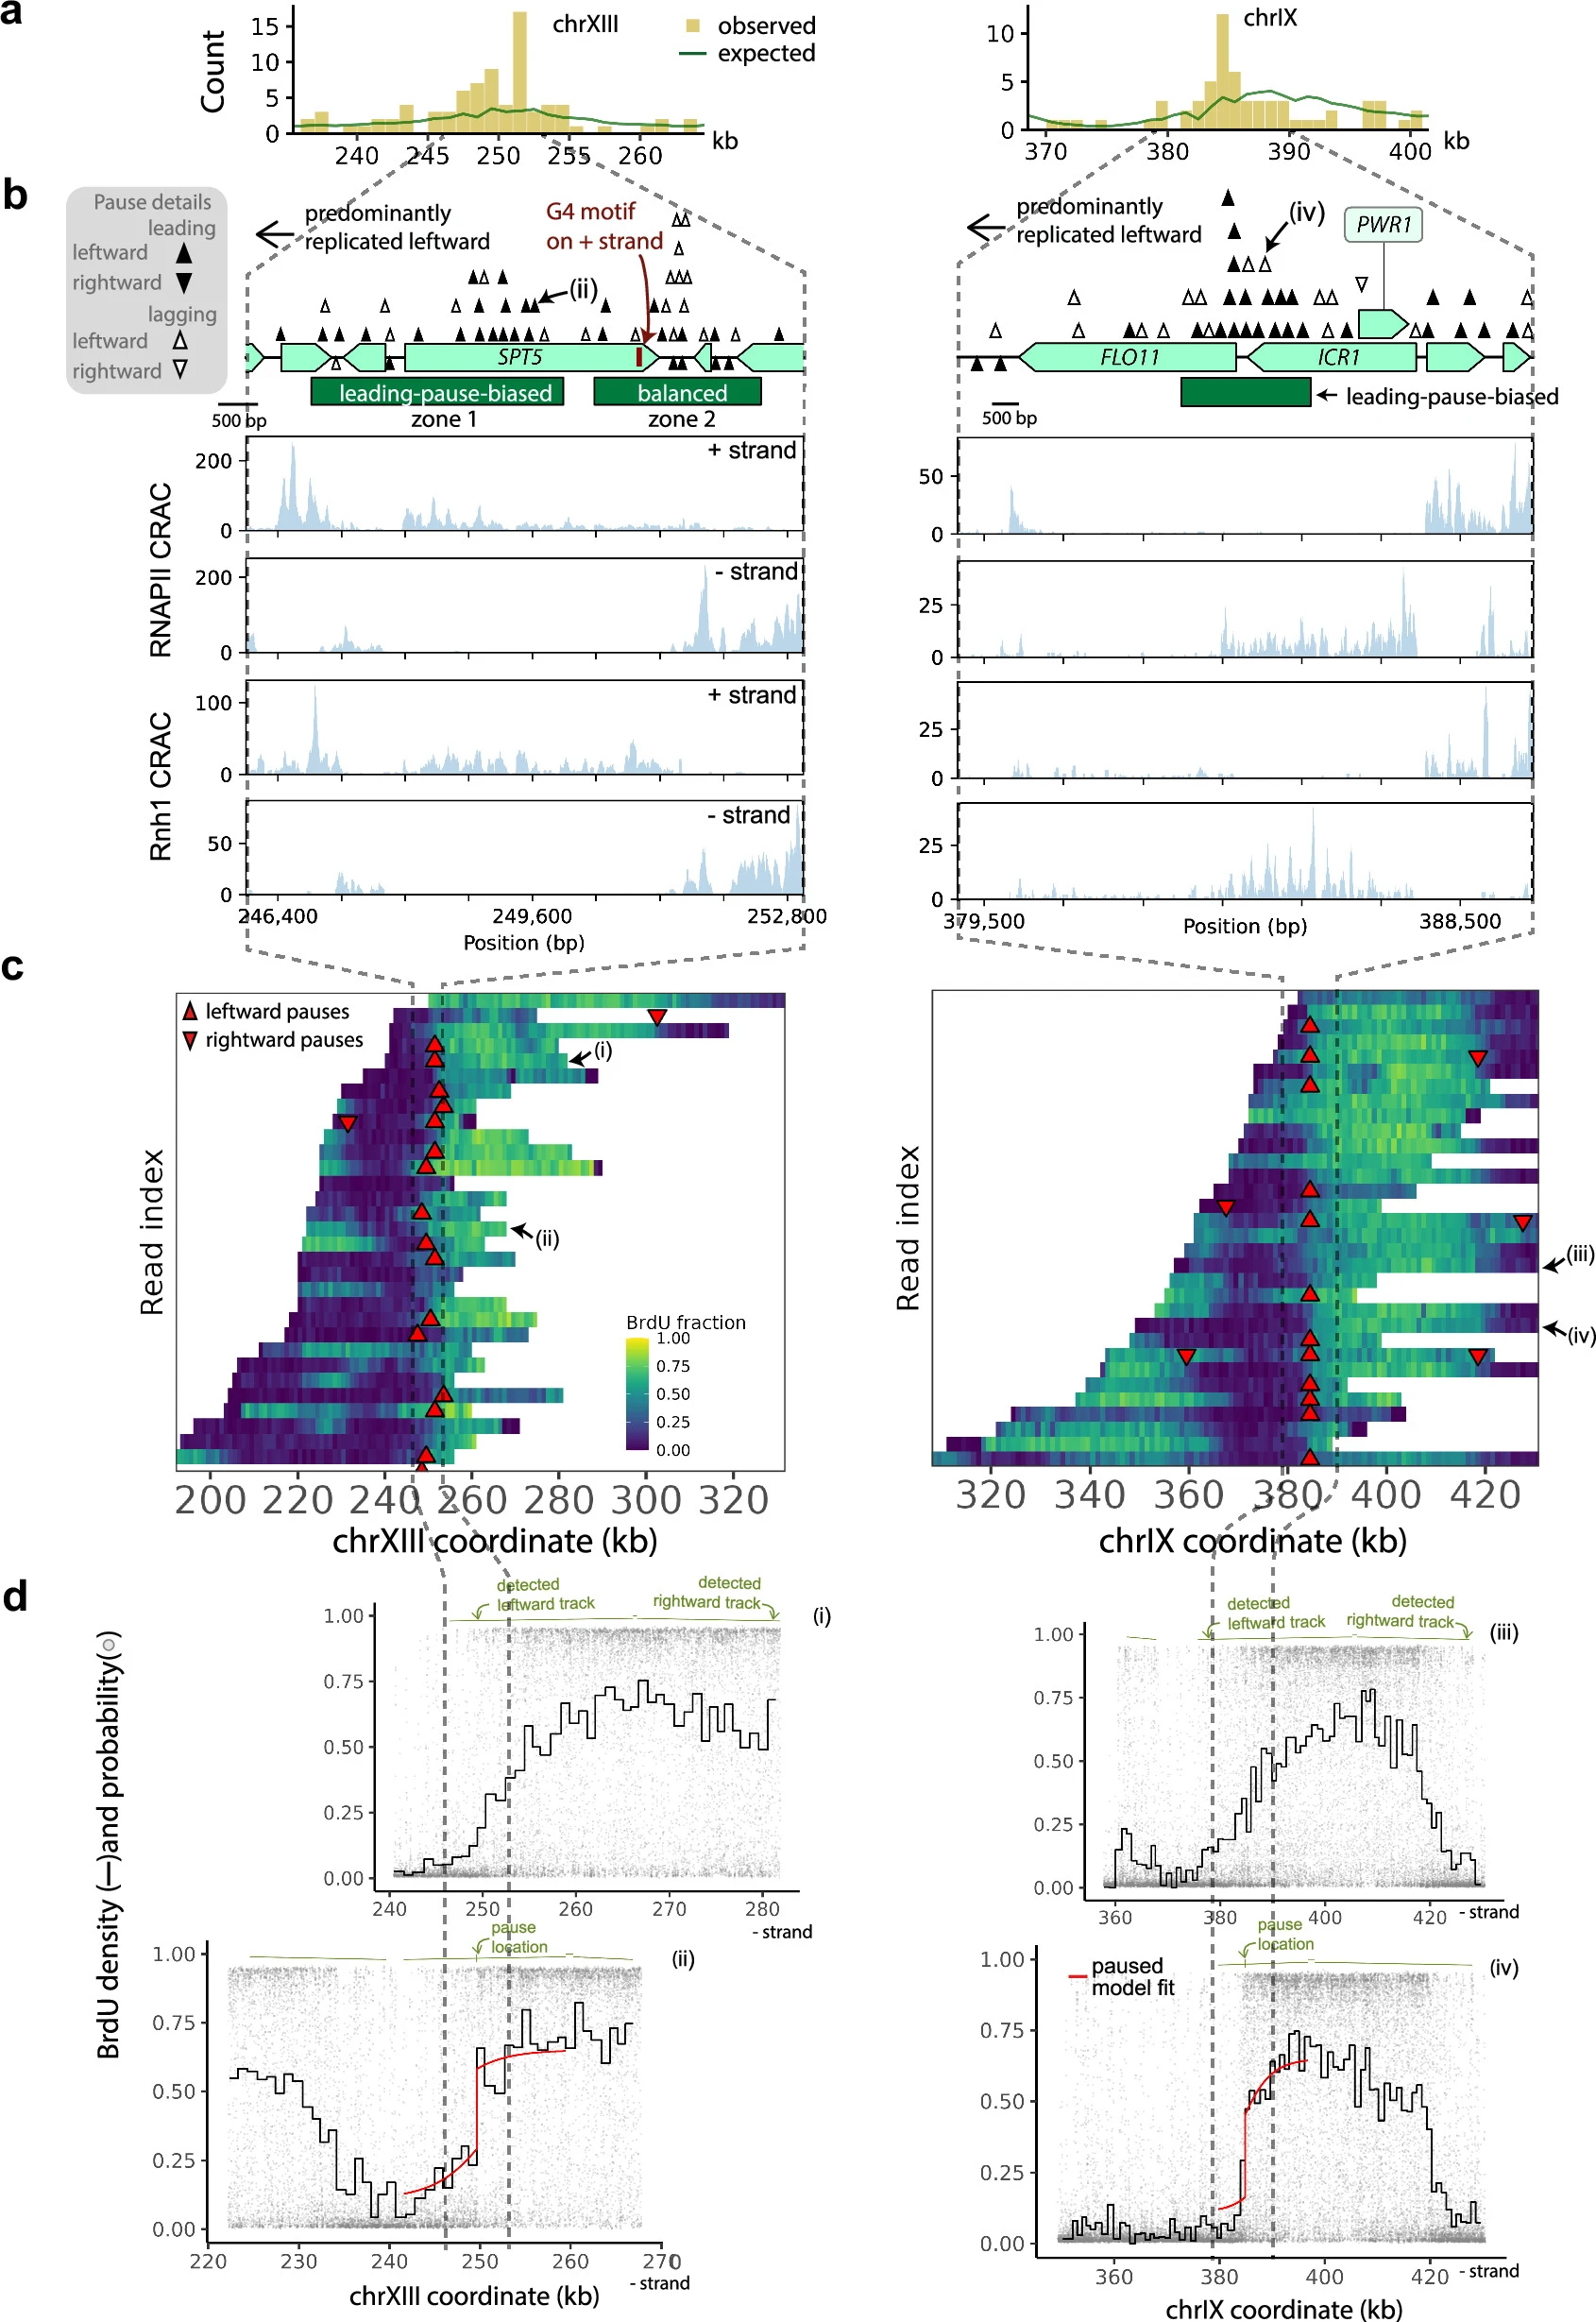 a
Count
15
10
5
0
chrXIII
observed
expected
240
245
250
255
260
kb
10
5
0
chrIX
370
380
390
400
kb
b
Pause details
leading
leftward
rightward
lagging
leftward
rightward
predominantly
replicated leftward
G4 motif
on + strand
(ii)
SPT5
leading-pause-biased
balanced
500 bp
zone 1
zone 2
predominantly
replicated leftward
(iv)
PWR1
FLO11
ICR1
leading-pause-biased
500 bp
RNAPII CRAC
200
0
+ strand
200
0
- strand
Rnh1 CRAC
100
0
+ strand
50
0
- strand
246,400
249,600
252,800
Position (bp)
50
0
25
0
25
0
25
0
379,500
Position (bp)
388,500
c
Read index
leftward pauses
rightward pauses
(i)
(ii)
BrdU fraction
1.00
0.75
0.50
0.25
0.00
200
220
240
260
280
300
320
chrXIII coordinate (kb)
Read index
(iii)
(iv)
320
340
360
380
400
420
chrIX coordinate (kb)
d
BrdU density (—)and probability(○)
detected
leftward track
detected
rightward track
(i)
1.00
0.75
0.50
0.25
0.00
240
250
260
270
280
- strand
pause
location
(ii)
1.00
0.75
0.50
0.25
0.00
220
230
240
250
260
270
- strand
chrXIII coordinate (kb)
detected
leftward track
detected
rightward track
(iii)
1.00
0.75
0.50
0.25
0.00
360
380
400
420
- strand
pause
location
(iv)
paused
model fit
1.00
0.75
0.50
0.25
0.00
360
380
400
420
- strand
chrIX coordinate (kb)